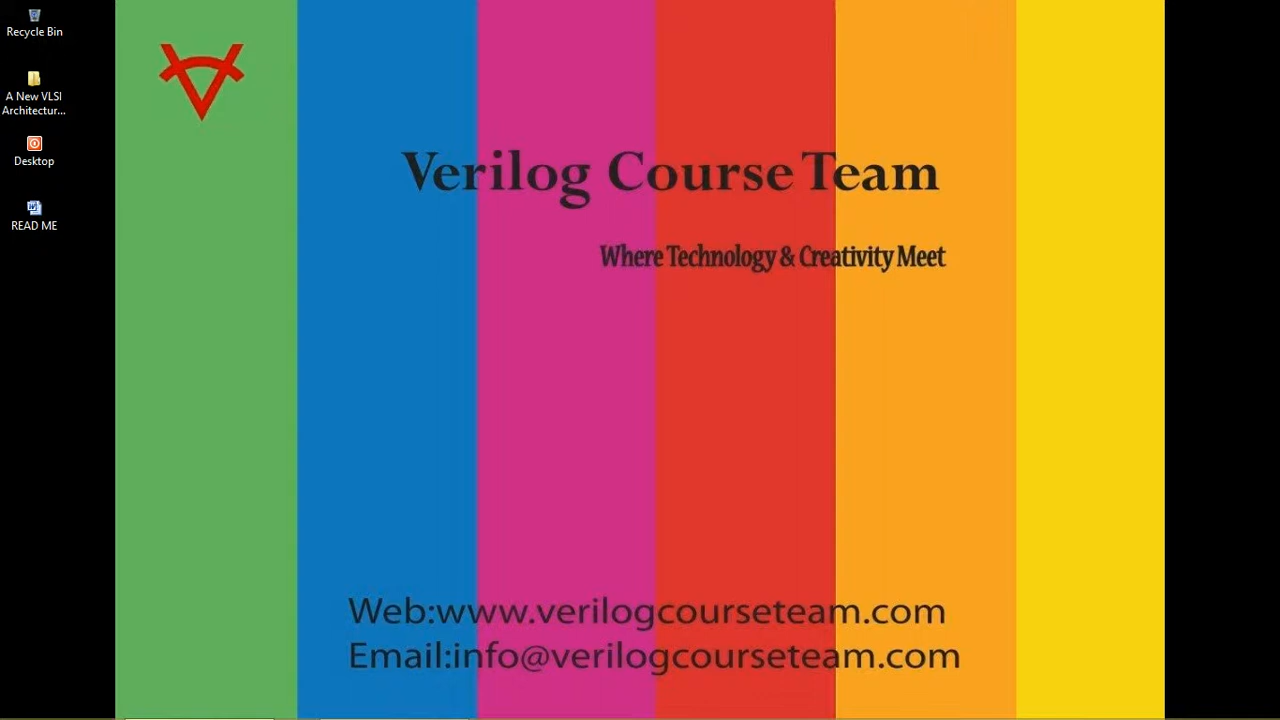 Recycle Bin
A New VLSI
Architectur...
Desktop
READ ME
Verilog Course Team
Where Technology & Creativity Meet
Web:www.verilogcourseteam.com
Email:info@verilogcourseteam.com